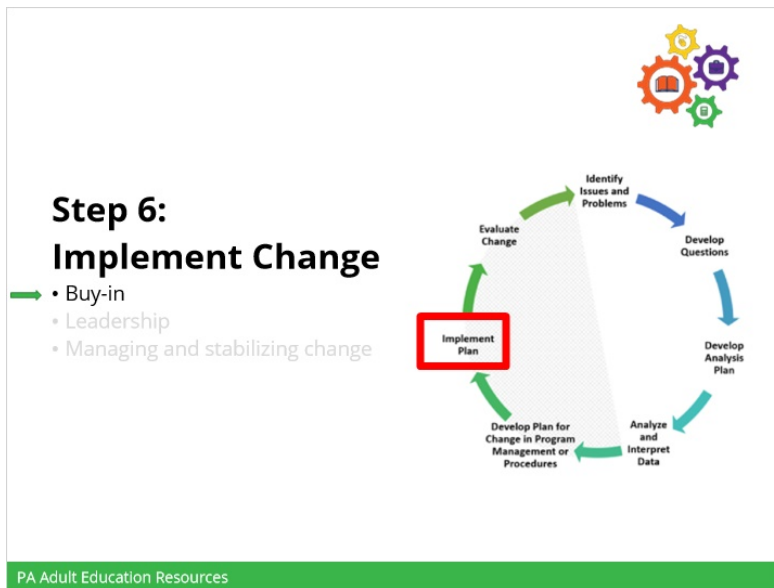 Step 6:
Implement Change
• Buy-in
• Leadership
• Managing and stabilizing change
Identify
Issues and
Problems
Develop
Questions
Develop
Analysis
Plan
Analyze
and
Interpret
Data
Develop Plan for
Change in Program
Management or
Procedures
Implement
Plan
Evaluate
Change
PA Adult Education Resources